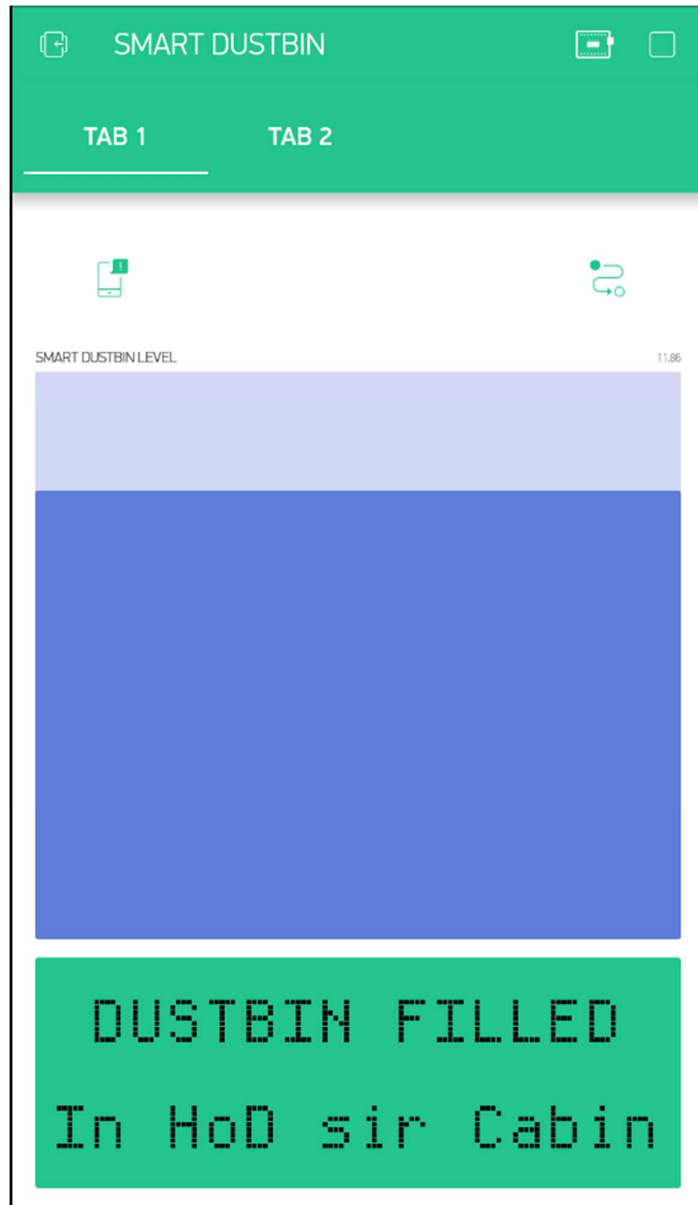 SMART DUSTBIN
TAB 1 TAB 2
SMART DUSTBIN LEVEL 11.86
DUSTBIN FILLED
In HoD sir Cabin